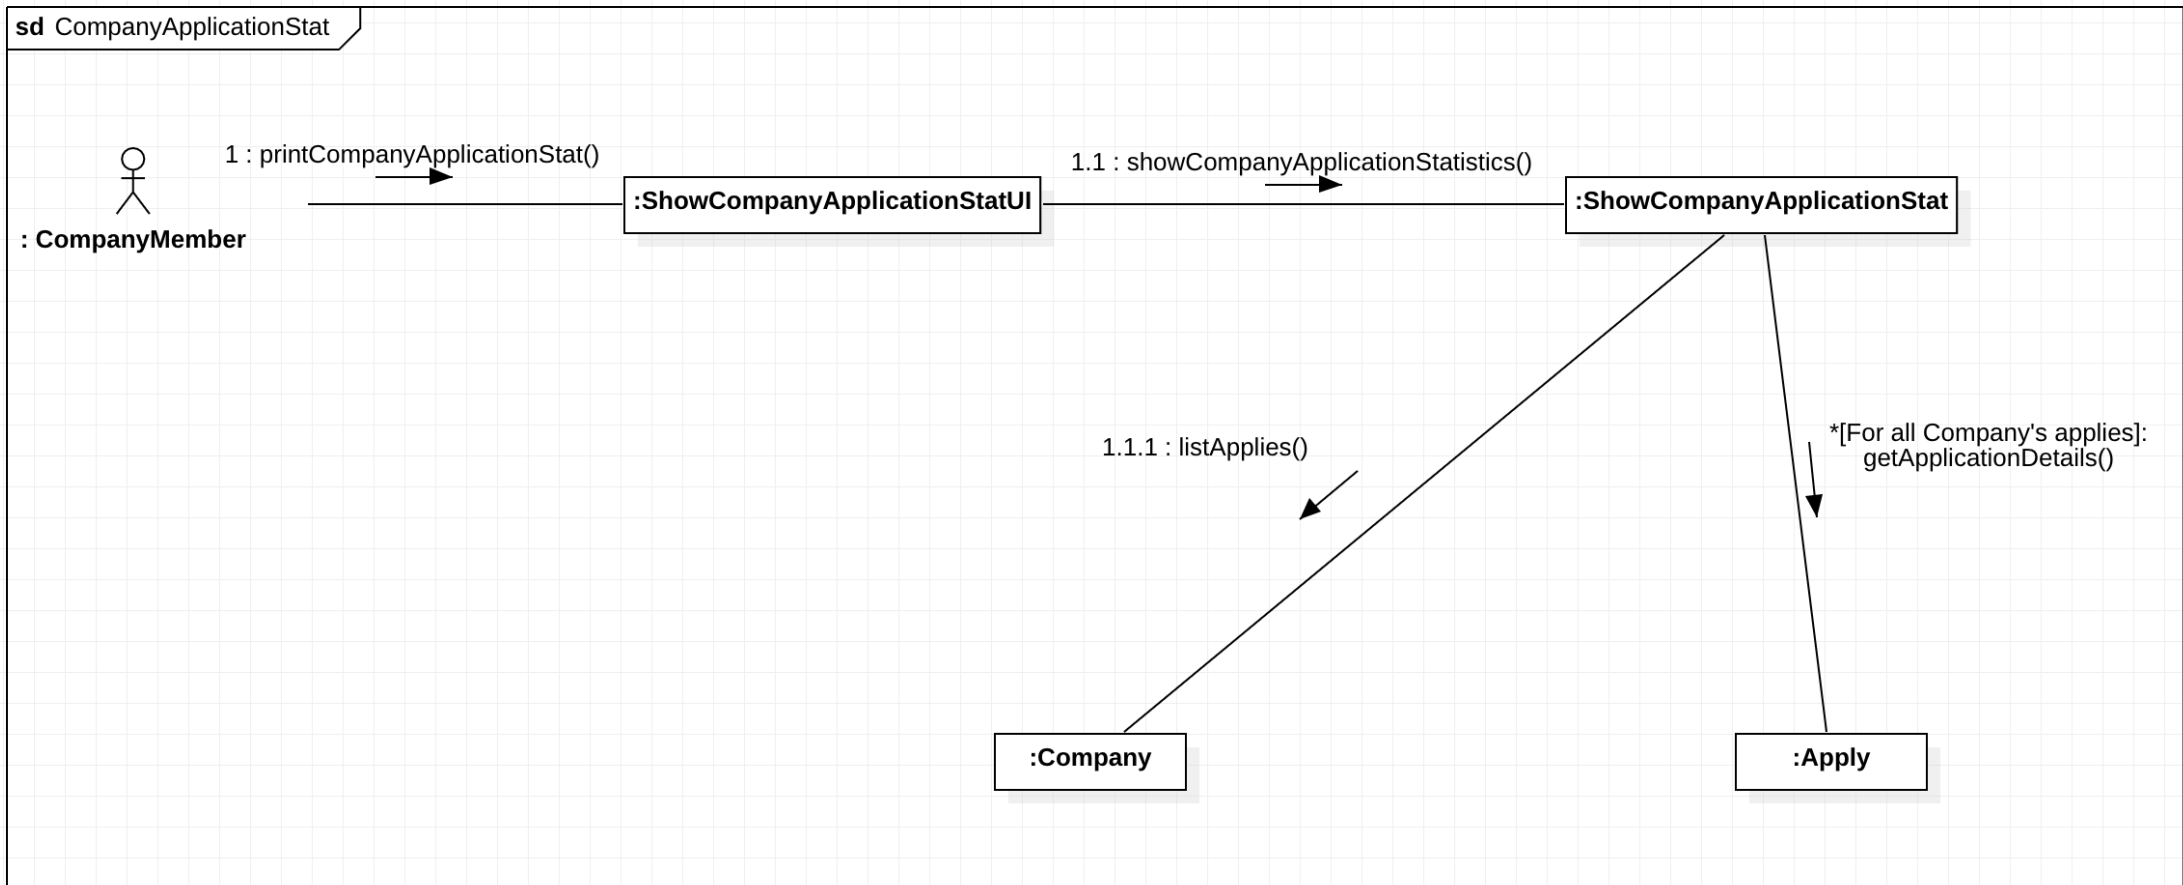 sd CompanyApplicationStat
1 : printCompanyApplicationStat()
1.1 : showCompanyApplicationStatistics()
:ShowCompanyApplicationStatUI
:ShowCompanyApplicationStat
: CompanyMember
1.1.1 : listApplies()
*[For all Company's applies]:
getApplicationDetails()
:Company
:Apply